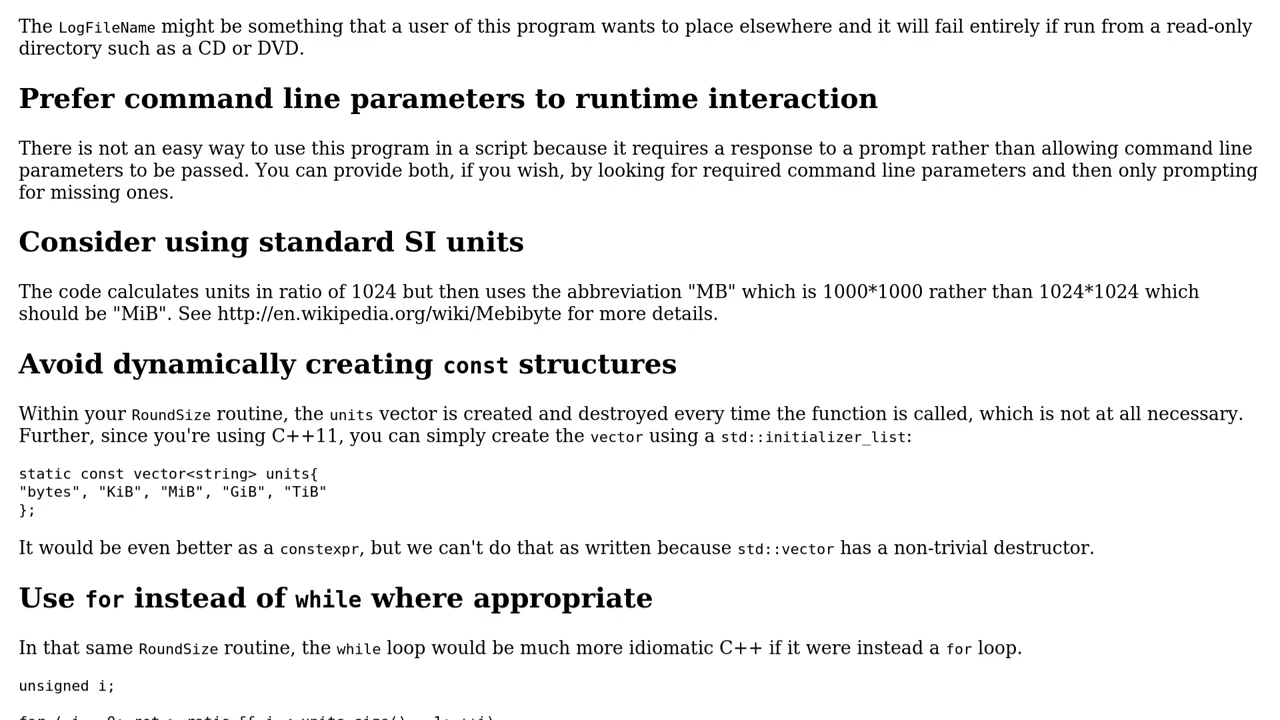 The LogFileName might be something that a user of this program wants to place elsewhere and it will fail entirely if run from a read-only
directory such as a CD or DVD.
Prefer command line parameters to runtime interaction
There is not an easy way to use this program in a script because it requires a response to a prompt rather than allowing command line
parameters to be passed. You can provide both, if you wish, by looking for required command line parameters and then only prompting
for missing ones.
Consider using standard SI units
The code calculates units in ratio of 1024 but then uses the abbreviation "MB" which is 1000*1000 rather than 1024*1024 which
should be "MiB". See http://en.wikipedia.org/wiki/Mebibyte for more details.
Avoid dynamically creating const structures
Within your RoundSize routine, the units vector is created and destroyed every time the function is called, which is not at all necessary.
Further, since you're using C++11, you can simply create the vector using a std::initializer_list:
static const vector<string> units{
"bytes", "KiB", "MiB", "GiB", "TiB"
};
It would be even better as a constexpr, but we can't do that as written because std::vector has a non-trivial destructor.
Use for instead of while where appropriate
In that same RoundSize routine, the while loop would be much more idiomatic C++ if it were instead a for loop.
unsigned i;